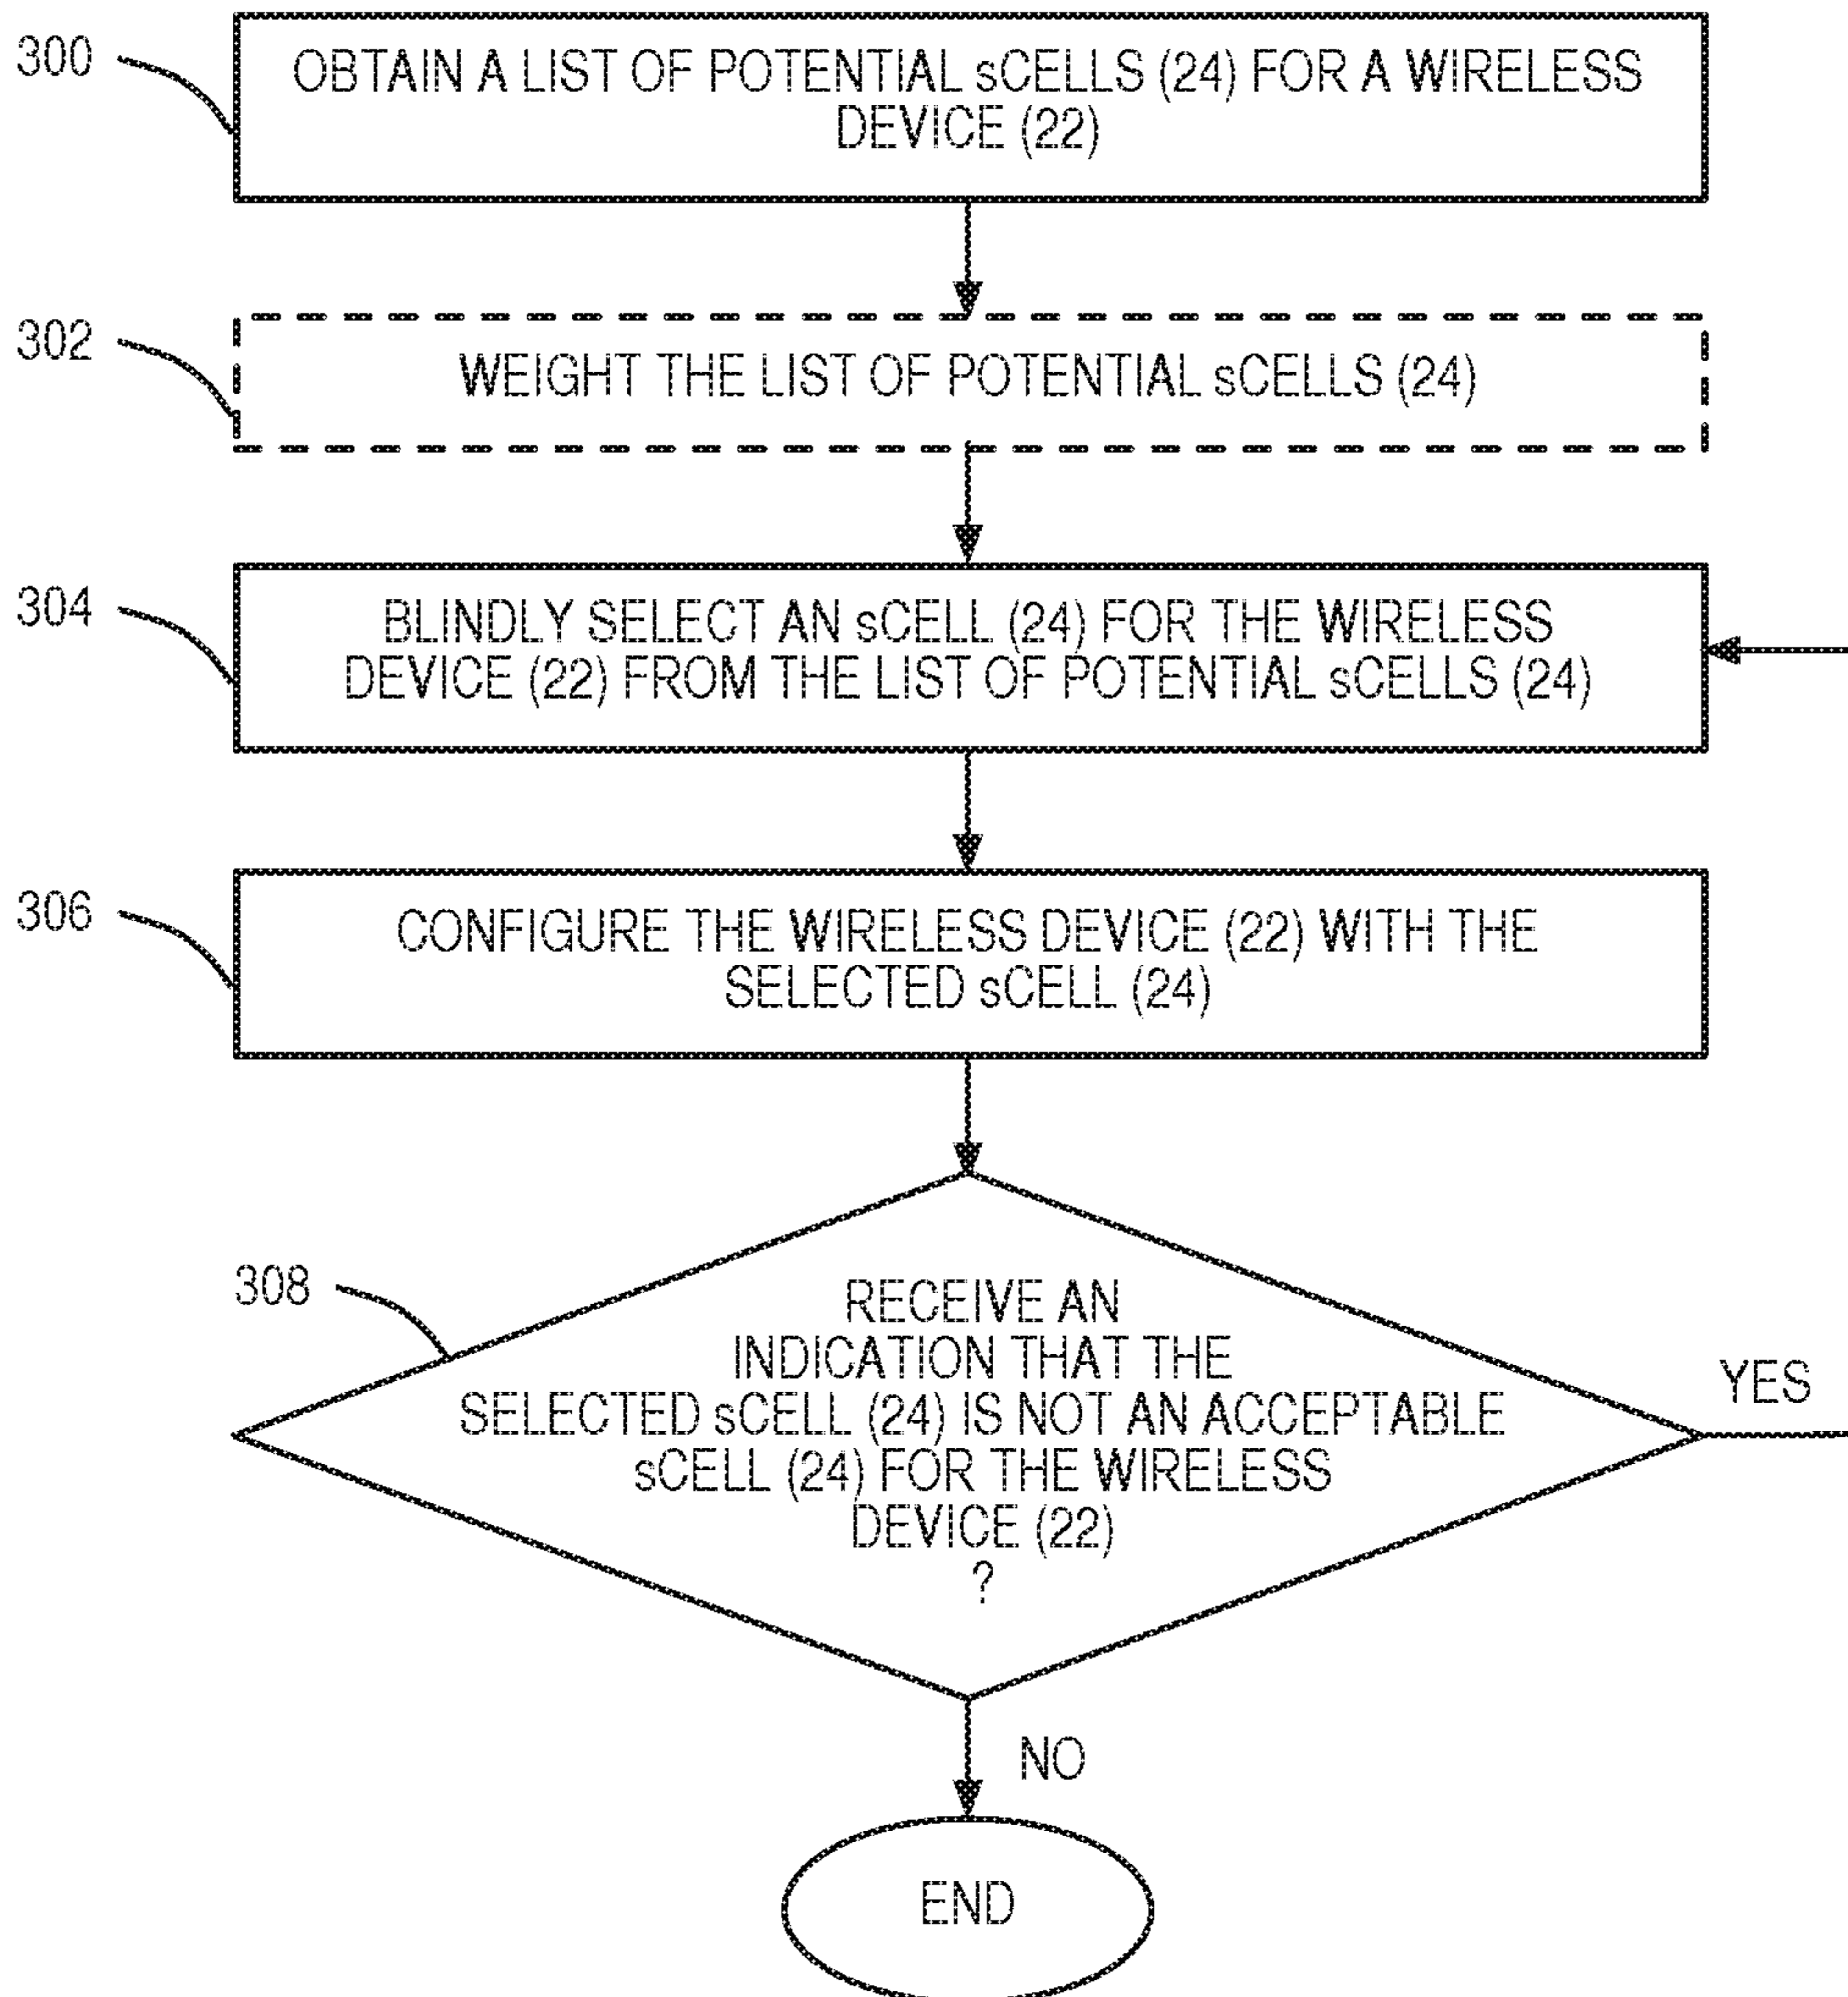 300
OBTAIN A LIST OF POTENTIAL sCELLS (24) FOR A WIRELESS
DEVICE (22)
302
WEIGHT THE LIST OF POTENTIAL sCELLS (24)
304
BLINDLY SELECT AN sCELL (24) FOR THE WIRELESS
DEVICE (22) FROM THE LIST OF POTENTIAL sCELLS (24)
306
CONFIGURE THE WIRELESS DEVICE (22) WITH THE
SELECTED sCELL (24)
308
RECEIVE AN
INDICATION THAT THE
SELECTED sCELL (24) IS NOT AN ACCEPTABLE
sCELL (24) FOR THE WIRELESS
DEVICE (22)
?
YES
NO
END